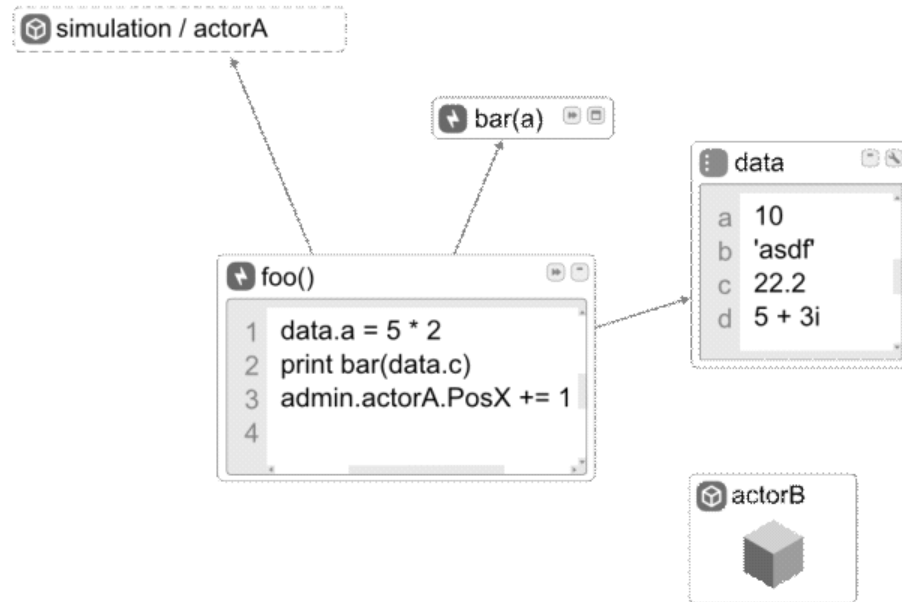 simulation / actorA
bar(a)
data
a 10
b 'asdf'
c 22.2
d 5 + 3i
foo()
1 data.a = 5 * 2
2 print bar(data.c)
3 admin.actorA.PosX += 1
4
actorB